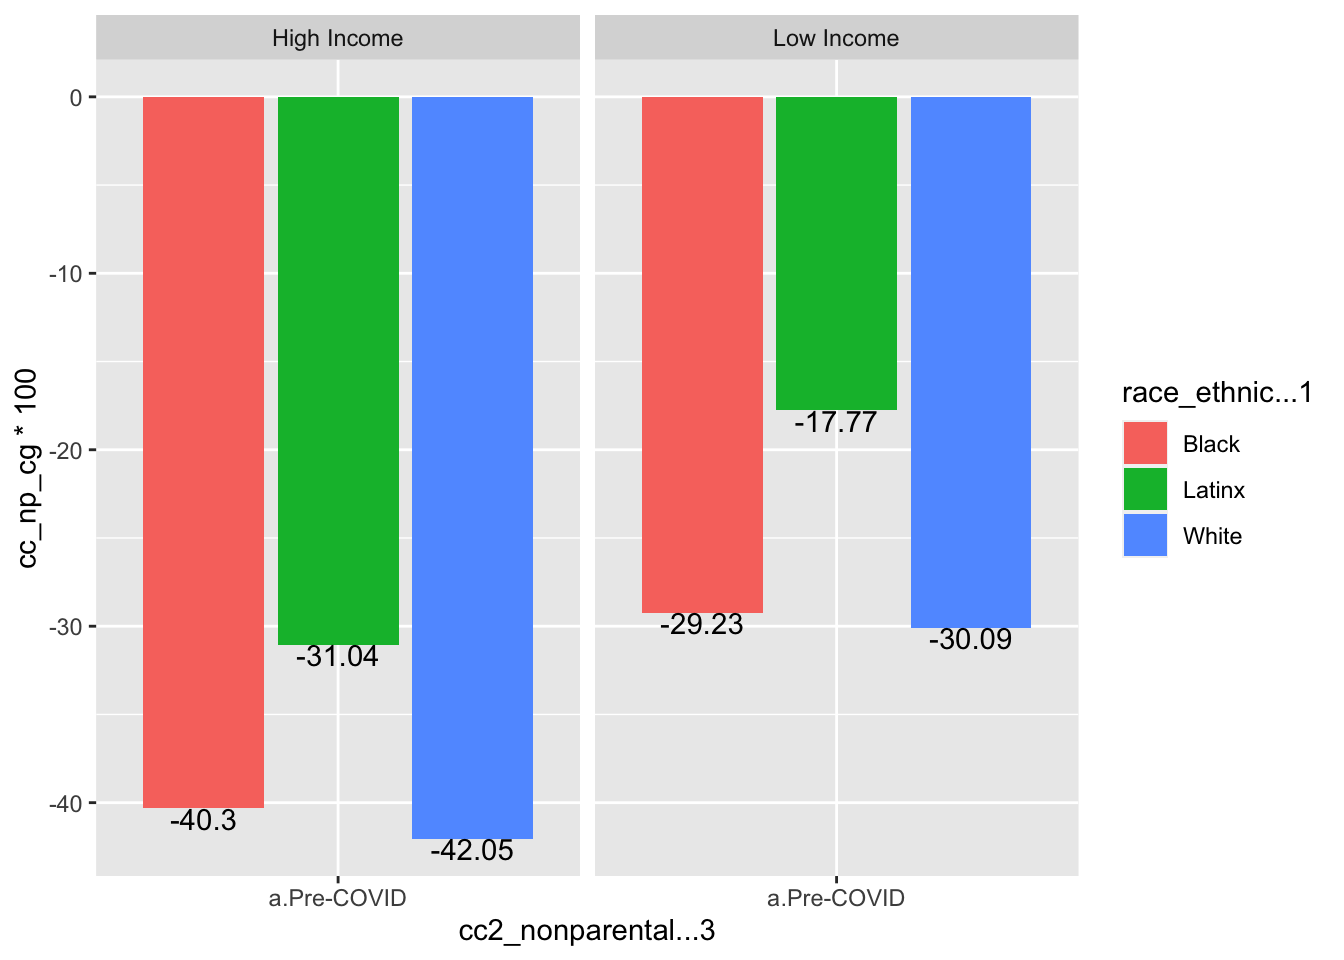 High Income
Low Income
0
-10
-20
-30
-40
cc_np_cg * 100
-40.3
-31.04
-42.05
-29.23
-17.77
-30.09
a.Pre-COVID
a.Pre-COVID
cc2_nonparental...3
race_ethnic...1
Black
Latinx
White